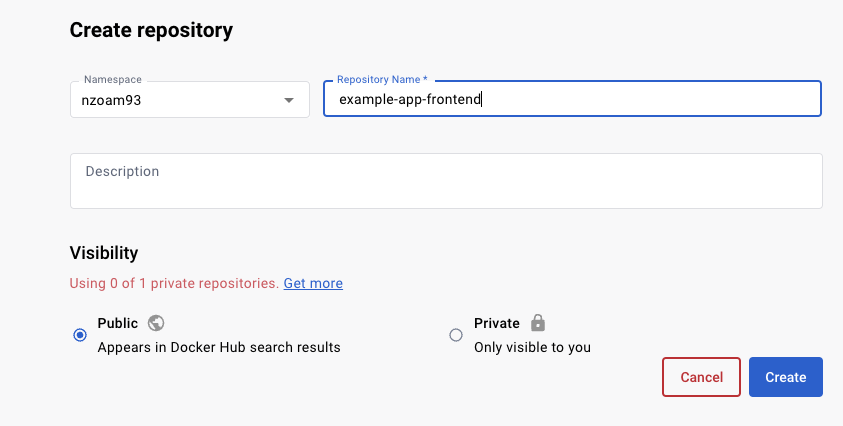 Create repository
Namespace
nzoam93
Repository Name *
example-app-frontend
Description
Visibility
Using 0 of 1 private repositories. Get more
Public
Appears in Docker Hub search results
Private
Only visible to you
Cancel
Create